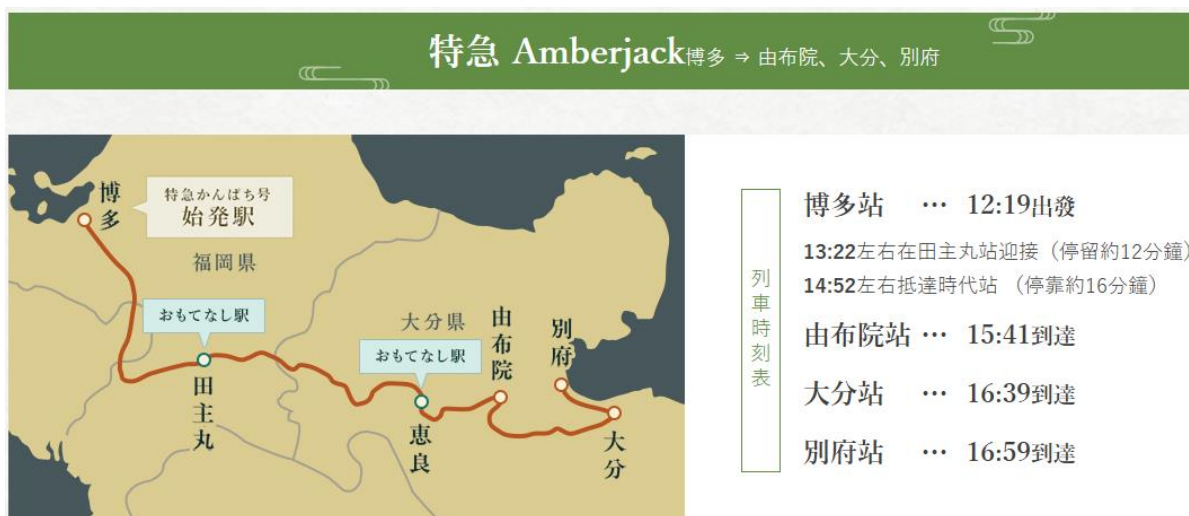 特急 Amberjack博多 ⇒ 由布院、大分、別府
博多
特急かんぱち号
始発駅
福岡県
おもてなし駅
田主丸
大分県
おもてなし駅
恵良
由布院
別府
大分
列車時刻表
博多站 … 12:19出發
13:22左右在田主丸站迎接（停留約12分鐘）
14:52左右抵達時代站 （停靠約16分鐘）
由布院站 … 15:41到達
大分站 … 16:39到達
別府站 … 16:59到達